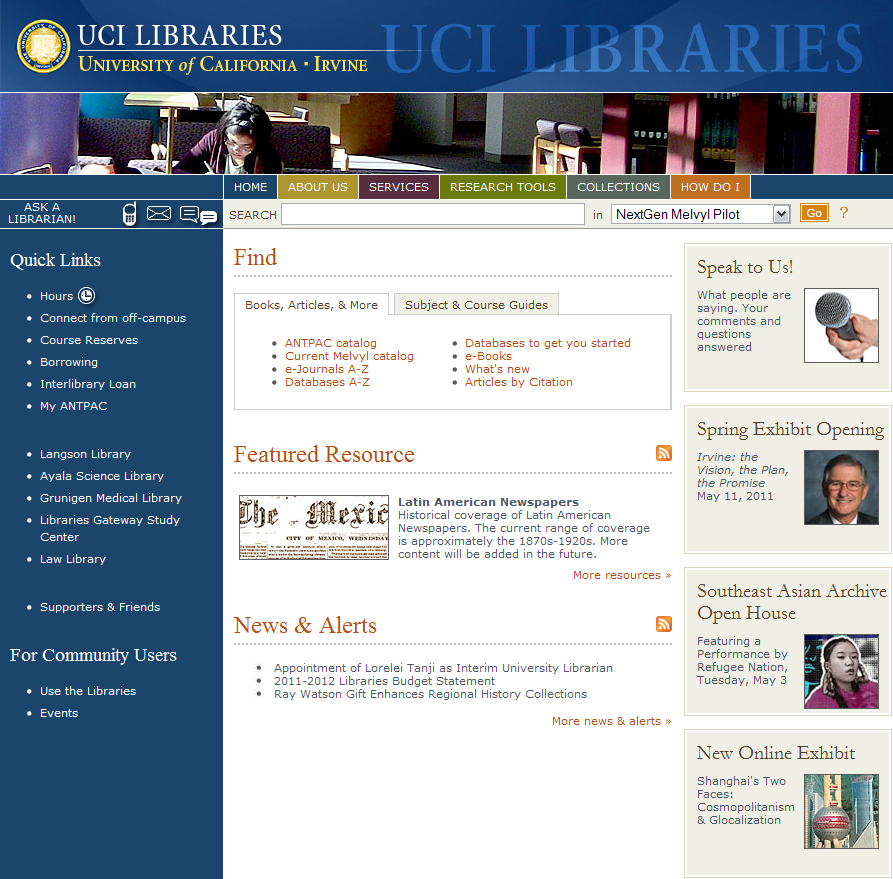 UCI LIBRARIES
UNIVERSITY of CALIFORNIA · IRVINE
UCI LIBRARIES
HOME
ABOUT US
SERVICES
RESEARCH TOOLS
COLLECTIONS
HOW DO I
ASK A
LIBRARIAN!
SEARCH
in
NextGen Melvyl Pilot
Go
?
Quick Links
Hours
Connect from off-campus
Course Reserves
Borrowing
Interlibrary Loan
My ANTPAC
Langson Library
Ayala Science Library
Grunigen Medical Library
Libraries Gateway Study
Center
Law Library
Supporters & Friends
For Community Users
Use the Libraries
Events
Find
Books, Articles, & More
Subject & Course Guides
ANTPAC catalog
Current Melvyl catalog
e-Journals A-Z
Databases A-Z
Databases to get you started
e-Books
What's new
Articles by Citation
Featured Resource
The Mexic
CITY OF MEXICO, WEDNESDAY
Latin American Newspapers
Historical coverage of Latin American
Newspapers. The current range of coverage
is approximately the 1870s-1920s. More
content will be added in the future.
More resources »
News & Alerts
Appointment of Lorelei Tanji as Interim University Librarian
2011-2012 Libraries Budget Statement
Ray Watson Gift Enhances Regional History Collections
More news & alerts »
Speak to Us!
What people are
saying. Your
comments and
questions
answered
Spring Exhibit Opening
Irvine: the
Vision, the Plan,
the Promise
May 11, 2011
Southeast Asian Archive
Open House
Featuring a
Performance by
Refugee Nation,
Tuesday, May 3
New Online Exhibit
Shanghai's Two
Faces:
Cosmopolitanism
& Glocalization